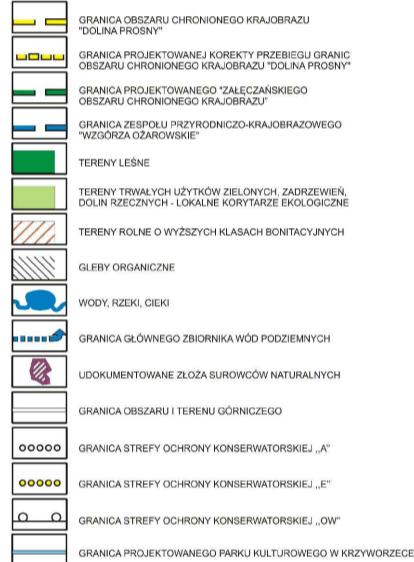 GRANICA OBSZARU CHRONIONEGO KRAJOBRAZU
"DOLINA PROSNY"
GRANICA PROJEKTOWANEJ KOREKTY PRZEBIEGU GRANIC
OBSZARU CHRONIONEGO KRAJOBRAZU "DOLINA PROSNY"
GRANICA PROJEKTOWANEGO "ZAŁĘCZAŃSKIEGO
OBSZARU CHRONIONEGO KRAJOBRAZU"
GRANICA ZESPOŁU PRZYRODNICZO-KRAJOBRAZOWEGO
"WZGÓRZA OŻAROWSKIE"
TERENY LEŚNE
TERENY TRWAŁYCH UŻYTKÓW ZIELONYCH, ZADRZEWIEŃ,
DOLIN RZECZNYCH - LOKALNE KORYTARZE EKOLOGICZNE
TERENY ROLNE O WYŻSZYCH KLASACH BONITACYJNYCH
GLEBY ORGANICZNE
WODY, RZEKI, CIEKI
GRANICA GŁÓWNEGO ZBIORNIKA WÓD PODZIEMNYCH
UDOKUMENTOWANE ZŁOŻA SUROWCÓW NATURALNYCH
GRANICA OBSZARU I TERENU GÓRNICZEGO
GRANICA STREFY OCHRONY KONSERWATORSKIEJ ,,A"
GRANICA STREFY OCHRONY KONSERWATORSKIEJ ,,E"
GRANICA STREFY OCHRONY KONSERWATORSKIEJ ,,OW"
GRANICA PROJEKTOWANEGO PARKU KULTUROWEGO W KRZYWORZECE